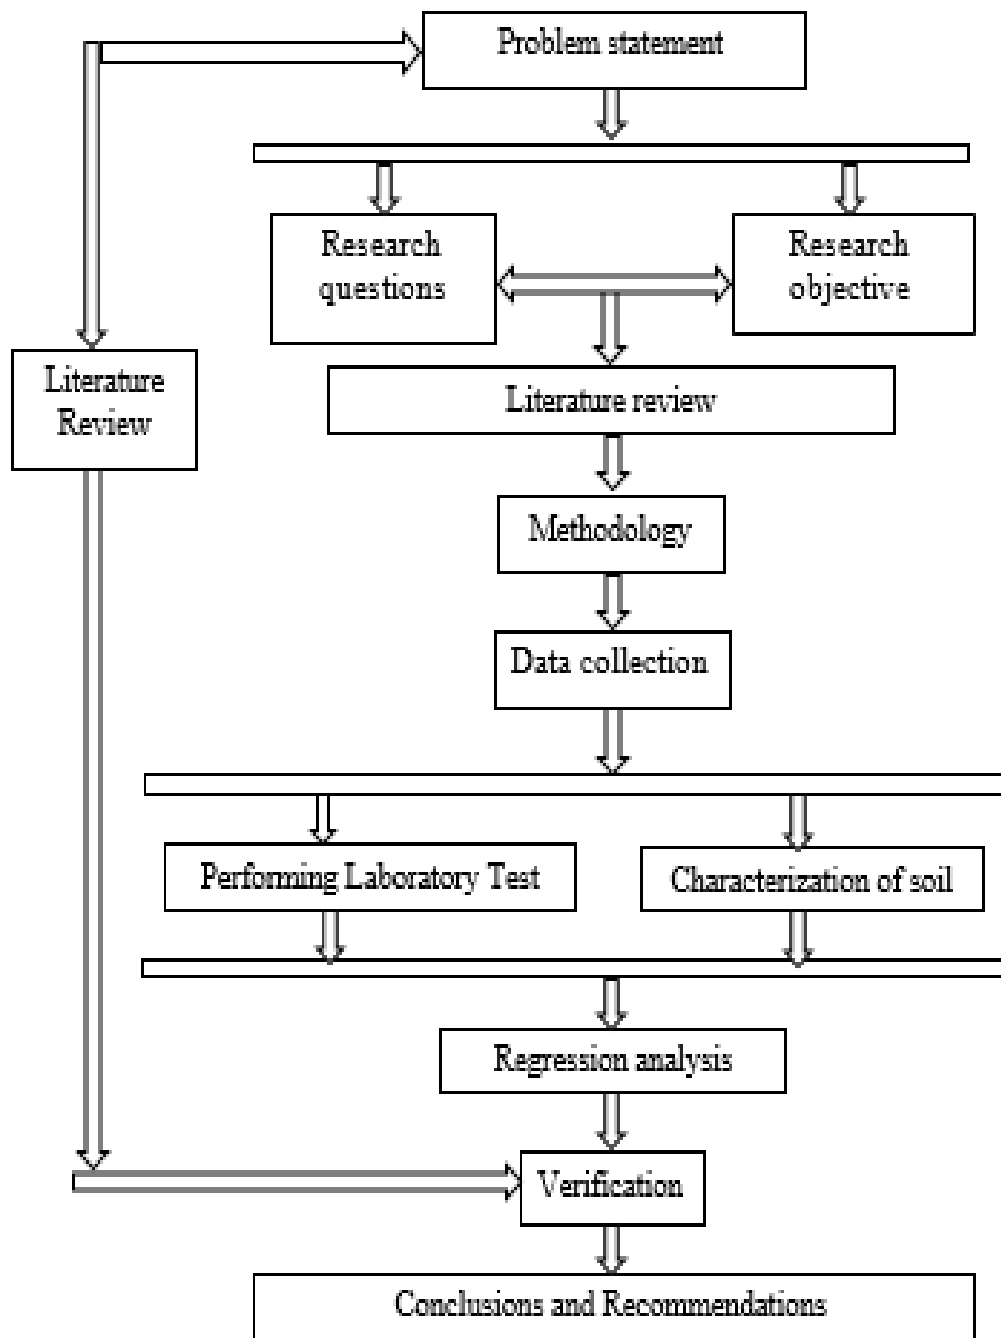 Problem statement
Research
questions
Research
objective
Literature
Review
Literature review
Methodology
Data collection
Performing Laboratory Test
Characterization of soil
Regression analysis
Verification
Conclusions and Recommendations